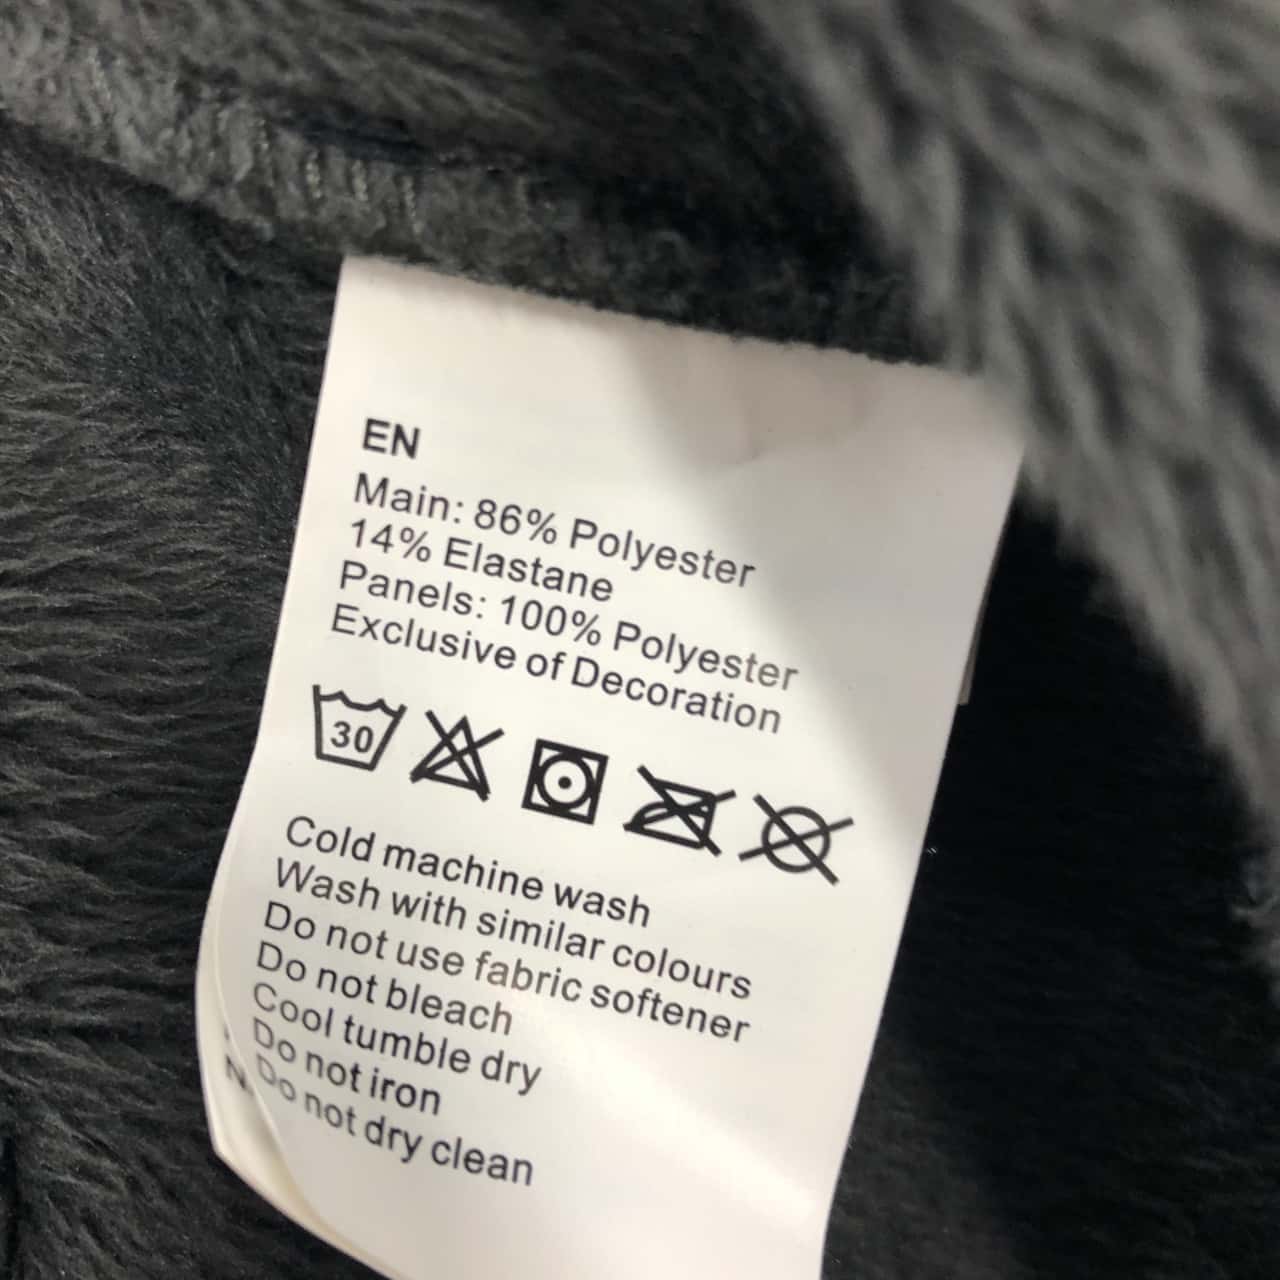 EN
Main: 86% Polyester
14% Elastane
Panels: 100% Polyester
Exclusive of Decoration
30
Cold machine wash
Wash with similar colours
Do not use fabric softener
Do not bleach
Cool tumble dry
Do not iron
Do not dry clean